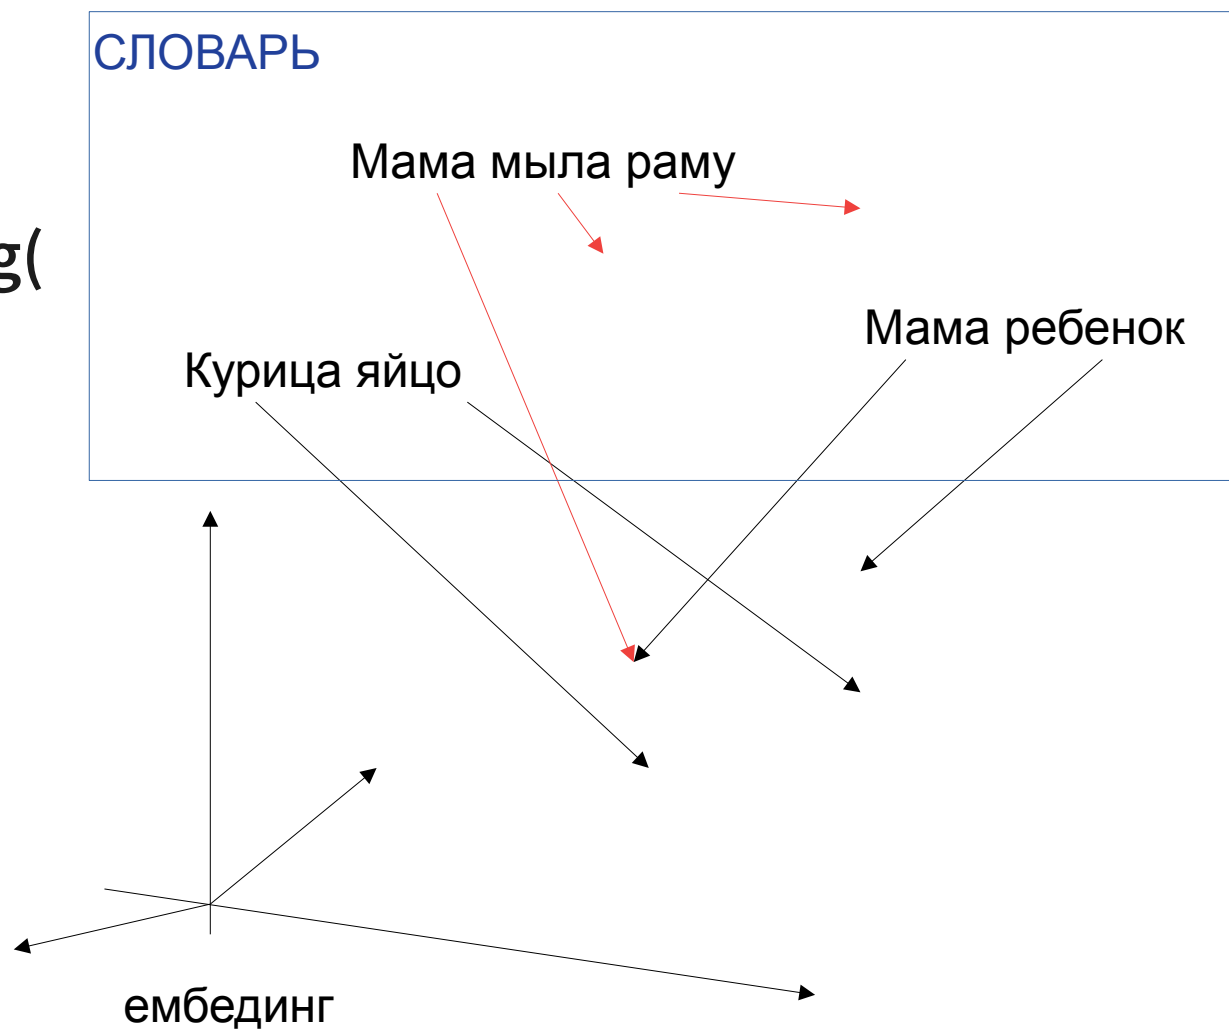 СЛОВАРЬ
Мама мыла раму
g(
Мама ребенок
Курица яйцо
ембединг